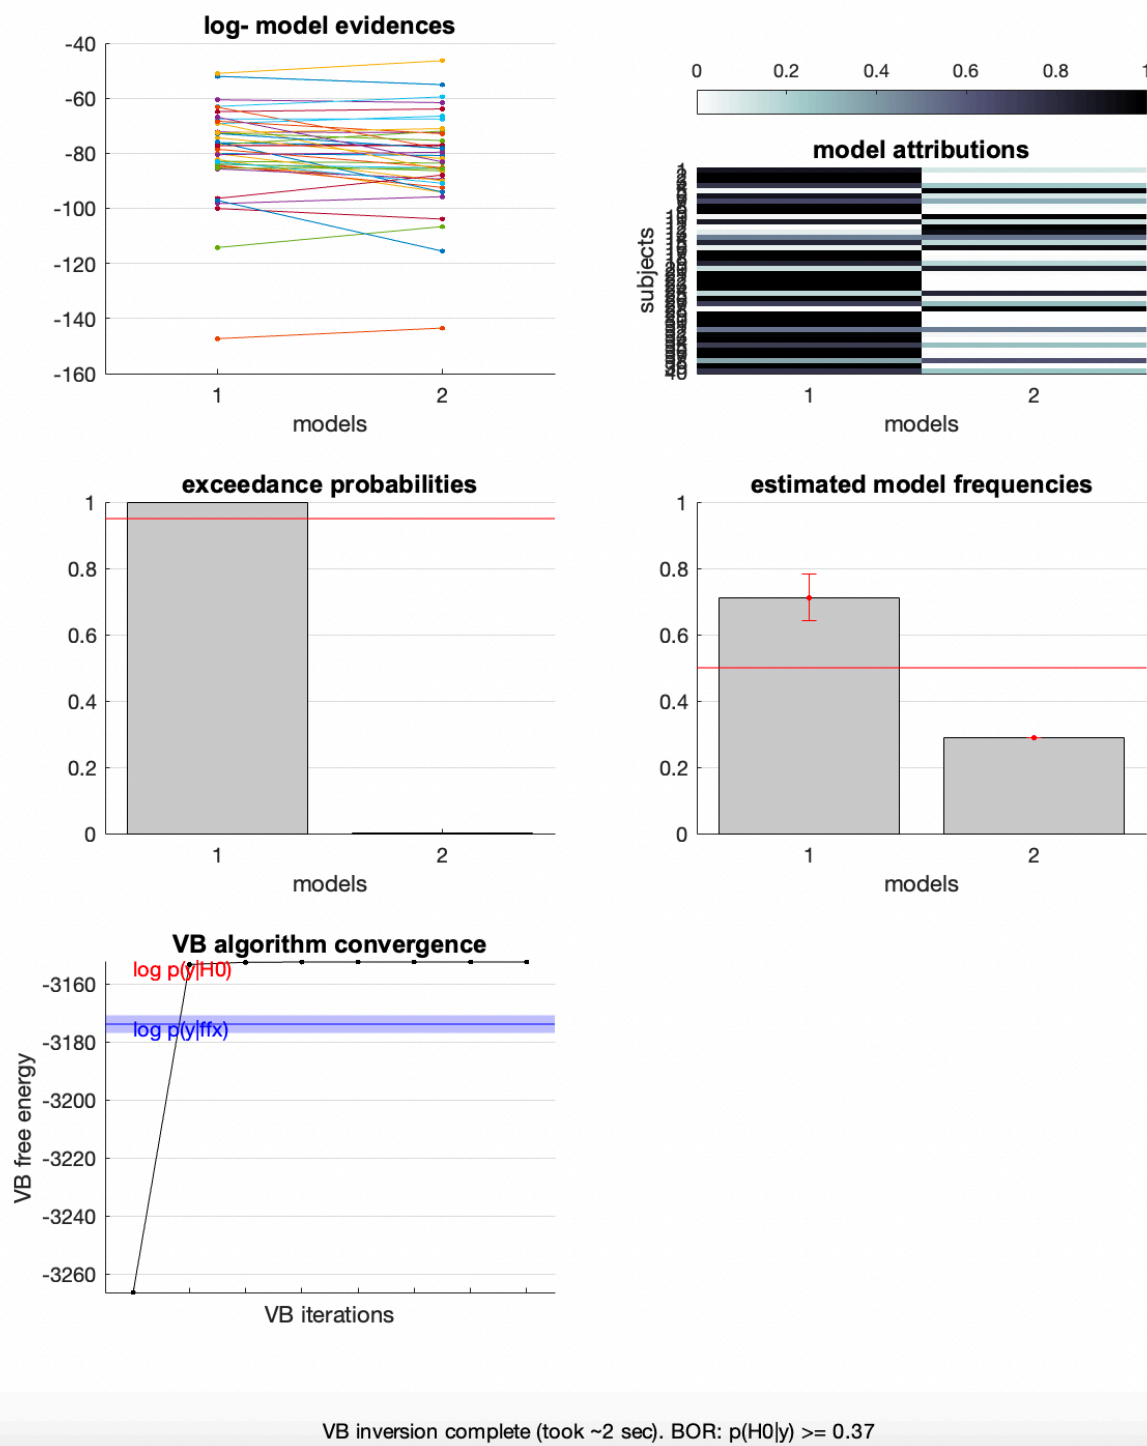 log- model evidences
-40
-60
-80
-100
-120
-140
-160
1
2
models
0
0.2
0.4
0.6
0.8
1
model attributions
subjects
40
1
2
models
exceedance probabilities
1
0.8
0.6
0.4
0.2
0
1
2
models
estimated model frequencies
1
0.8
0.6
0.4
0.2
0
1
2
models
VB algorithm convergence
log p(y|H0)
log p(y|ffx)
-3160
-3180
-3200
-3220
-3240
-3260
VB free energy
VB iterations
VB inversion complete (took ~2 sec). BOR: p(H0|y) >= 0.37